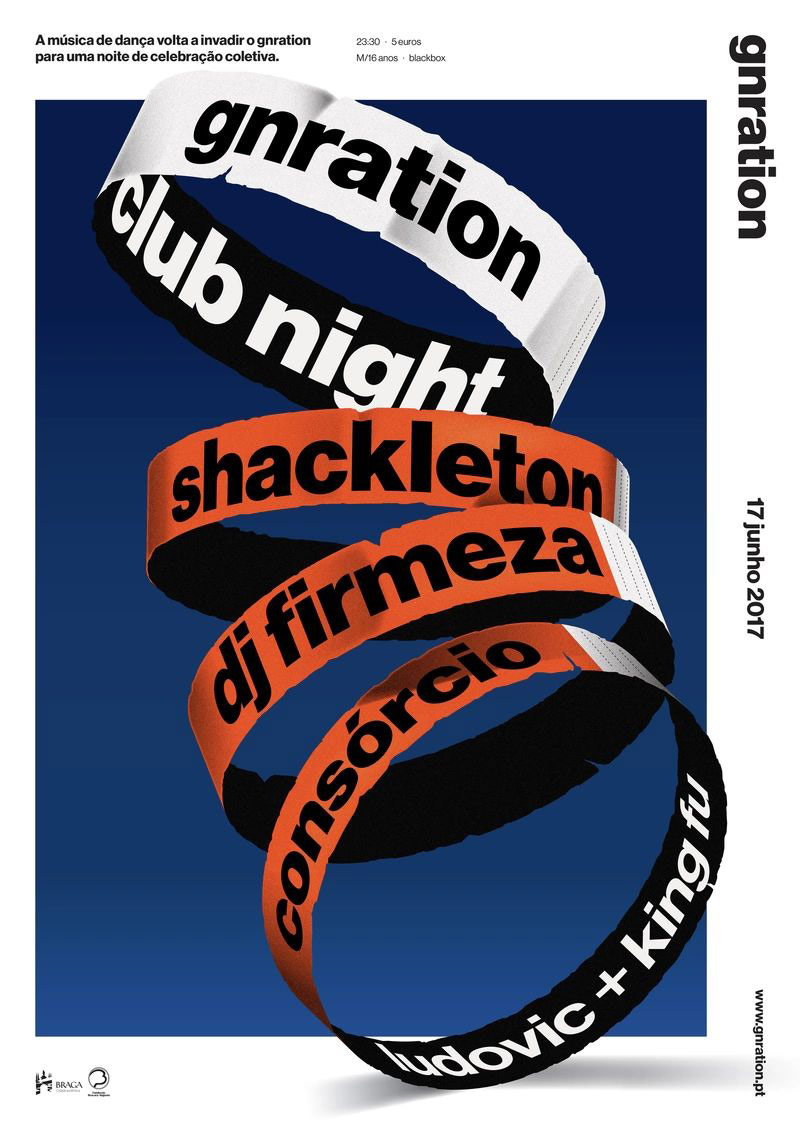 A música de dança volta a invadir o gnration
para uma noite de celebração coletiva.
23:30 · 5 euros
M/16 anos · blackbox
gnration
gnration
club night
shackleton
dj firmeza
consórcio
ludovic + king fu
17 junho 2017
www.gnration.pt
BRAGA